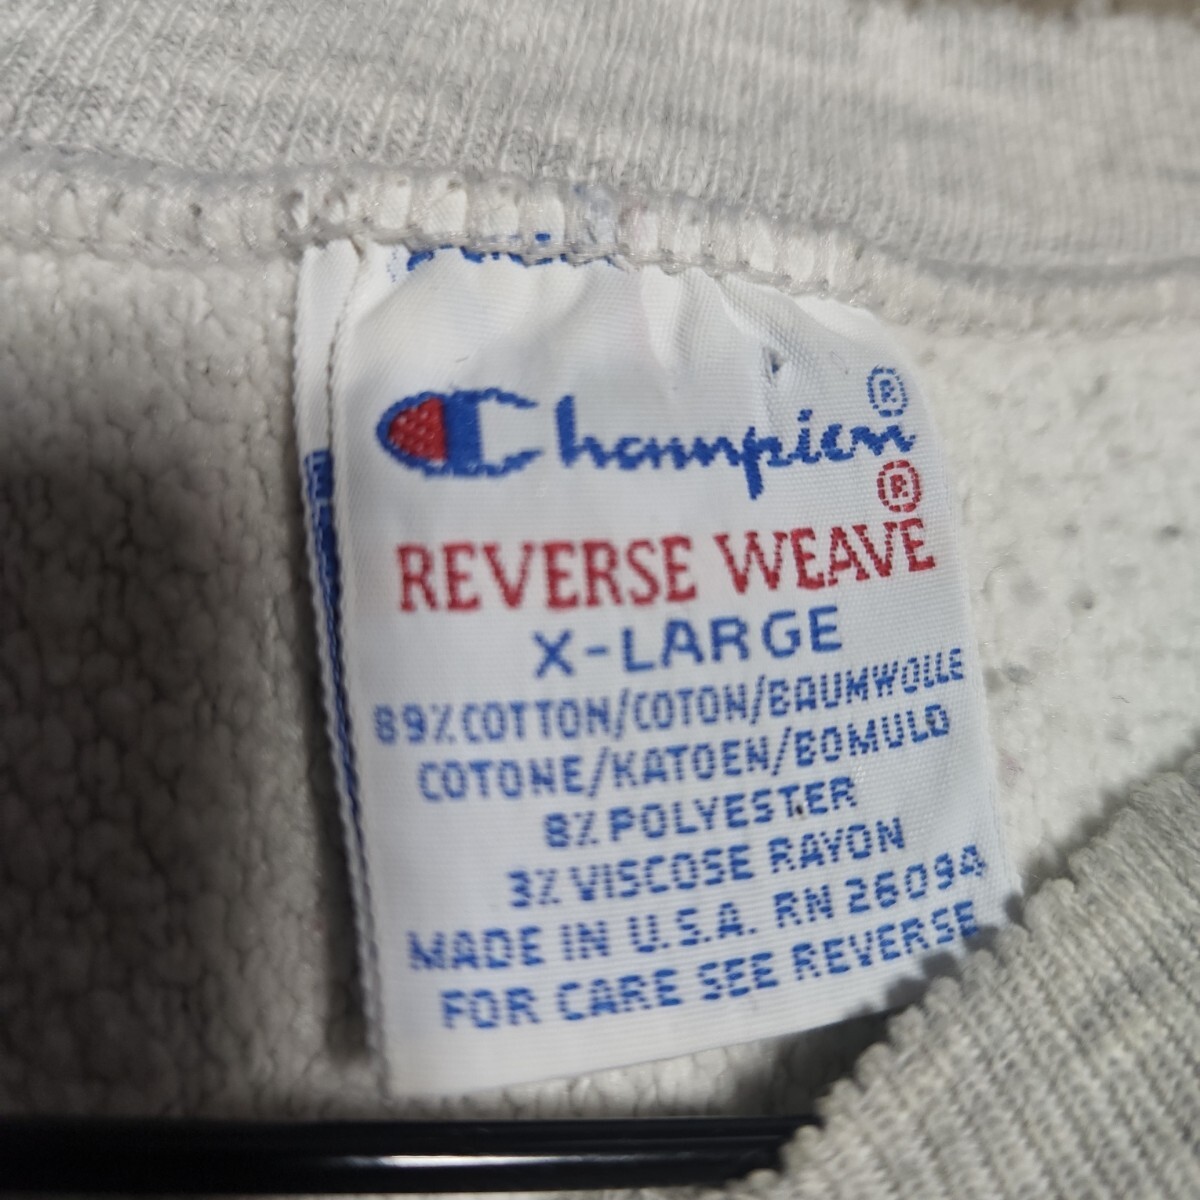 Champion®
REVERSE WEAVE®
X-LARGE
89% COTTON/COTON/BAUMWOLLE
COTONE/KATOEN/BOMULD
8% POLYESTER
3% VISCOSE RAYON
MADE IN U.S.A. RN 26094
FOR CARE SEE REVERSE